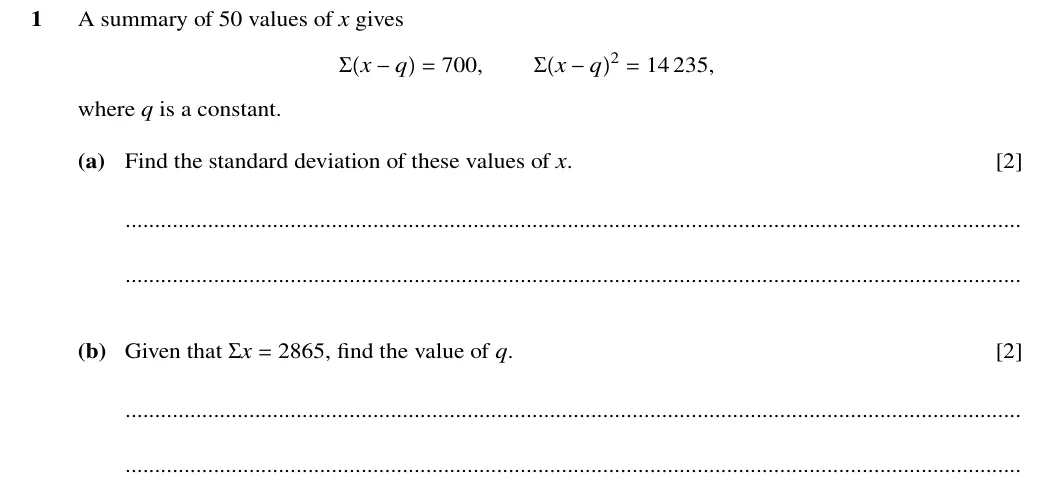 1 A summary of 50 values of x gives
Σ(x – q) = 700, Σ(x – q)² = 14 235,
where q is a constant.
(a) Find the standard deviation of these values of x. [2]
(b) Given that Σx = 2865, find the value of q. [2]